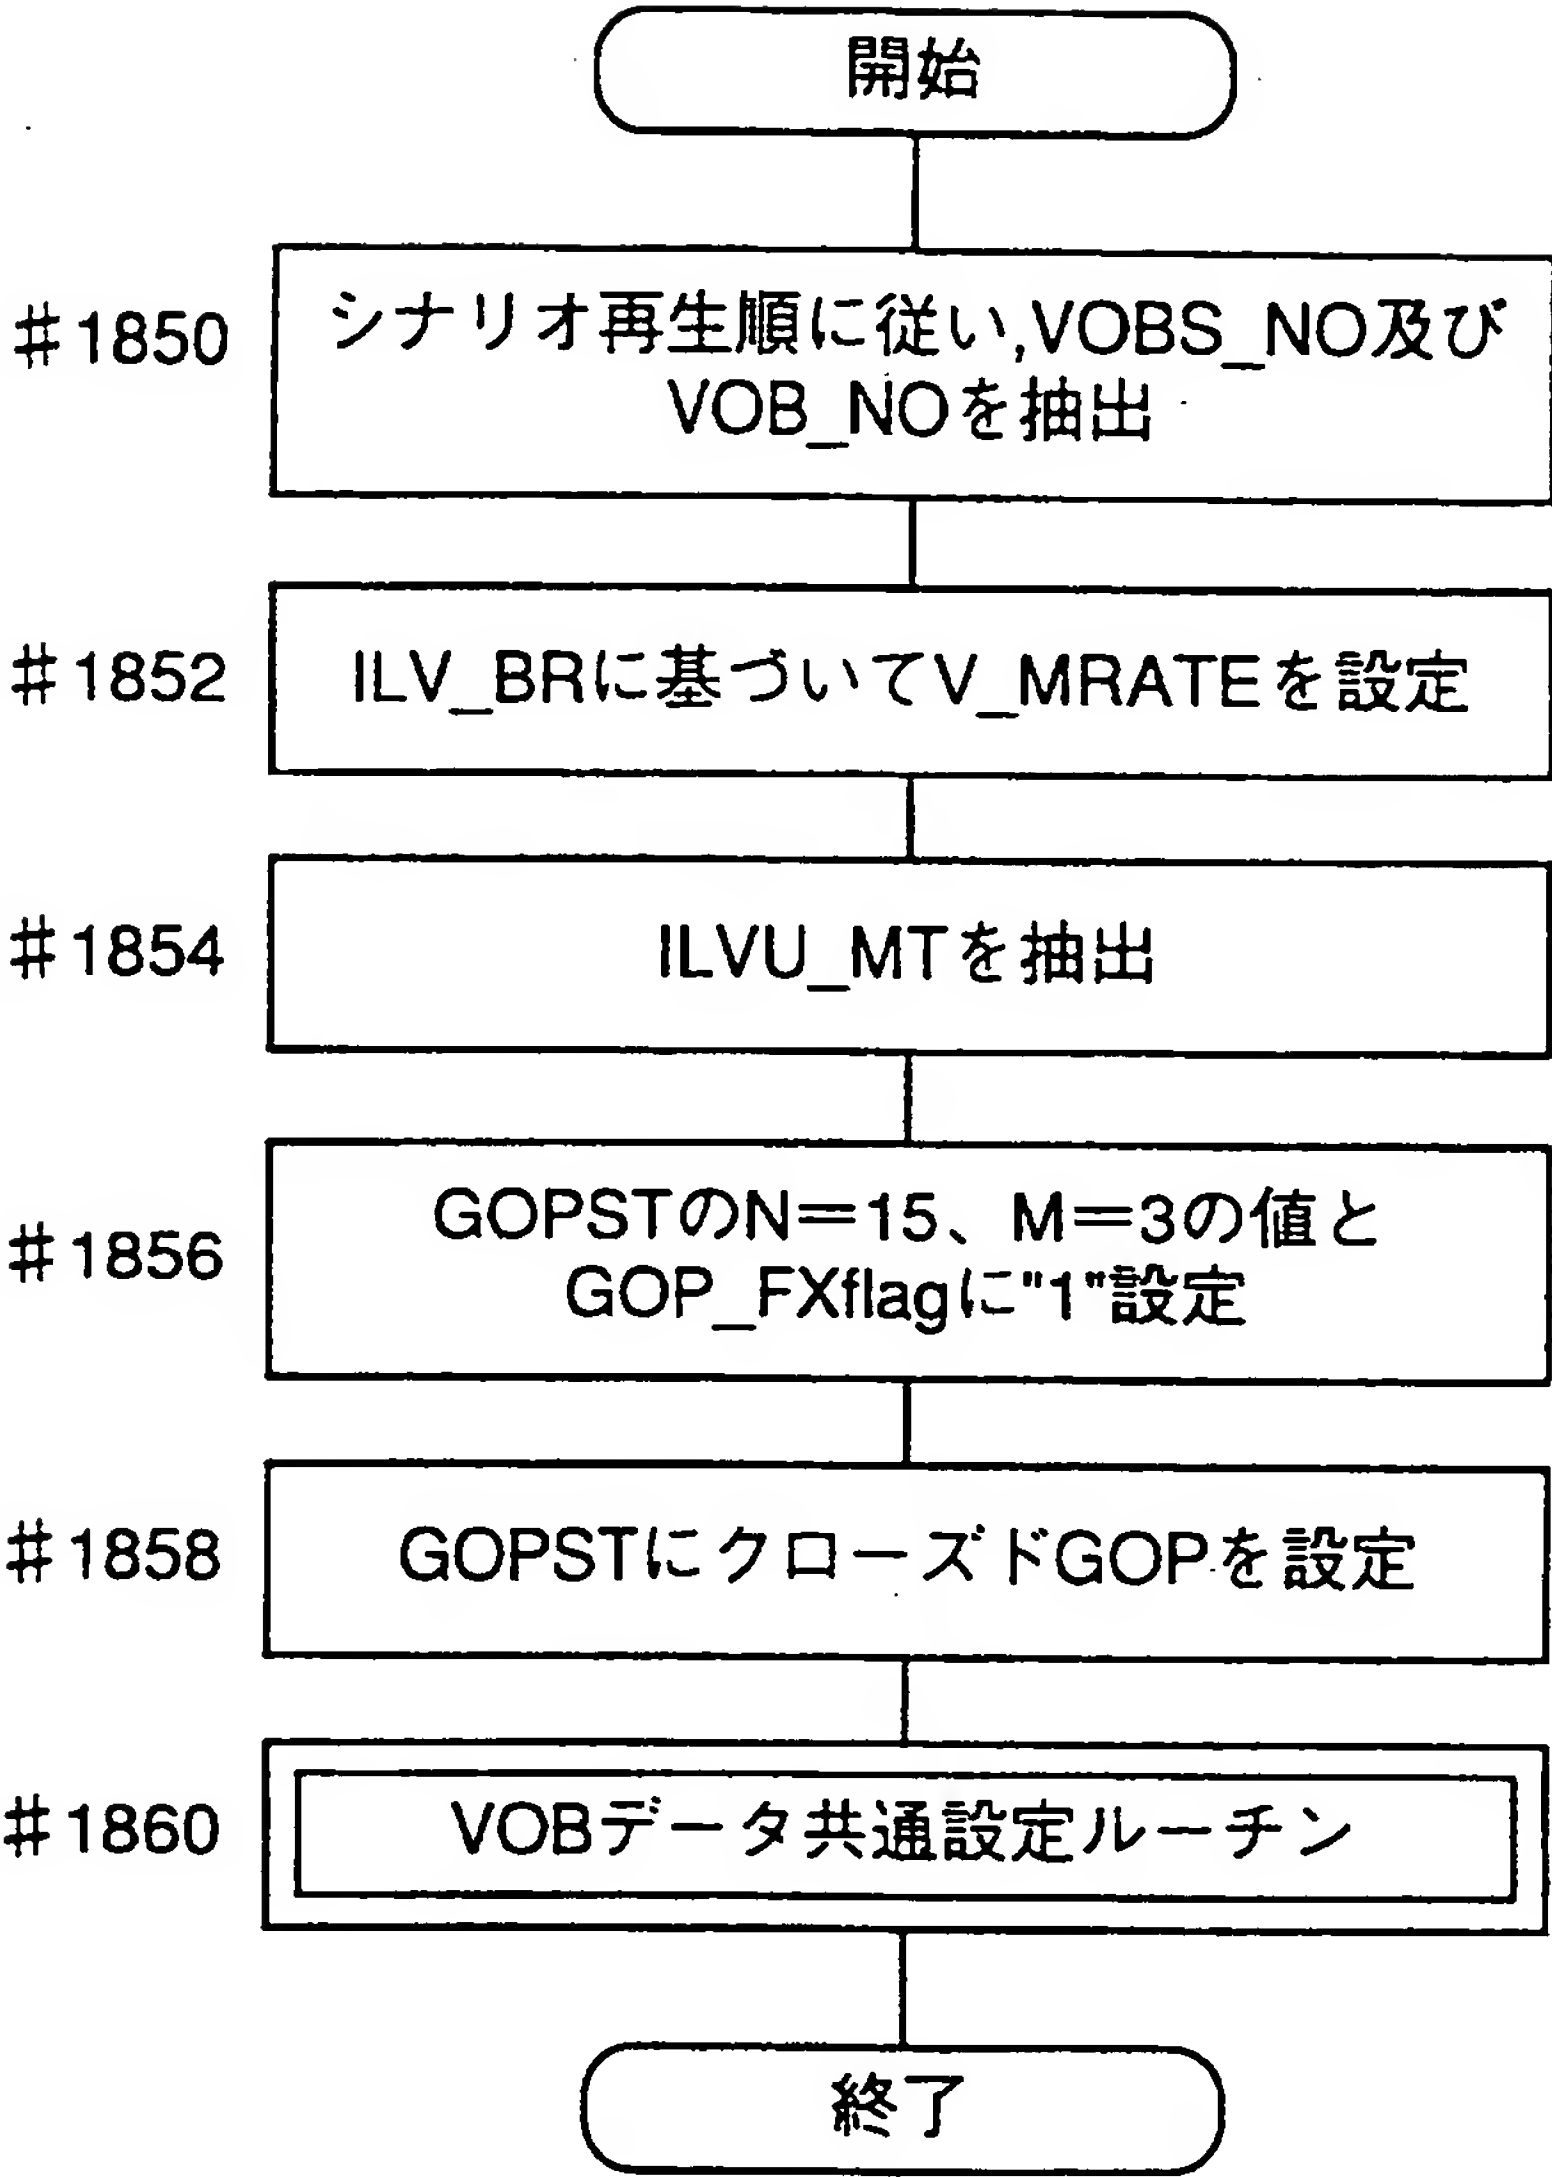 開始
#1850
シナリオ再生順に従い,VOBS_NO及び
VOB_NOを抽出
#1852
ILV_BRに基づいてV_MRATEを設定
#1854
ILVU_MTを抽出
#1856
GOPSTのN=15、M=3の値と
GOP_FXflagに"1"設定
#1858
GOPSTにクローズドGOPを設定
#1860
VOBデータ共通設定ルーチン
終了